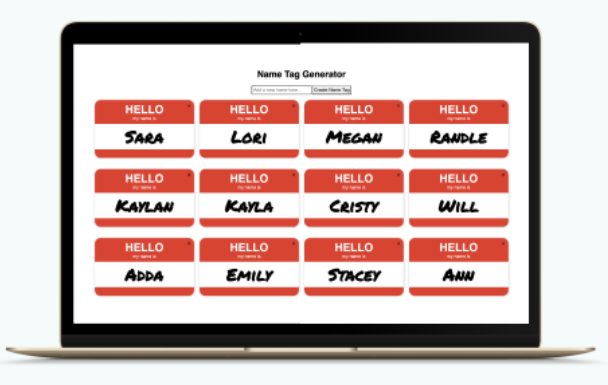 Name Tag Generator
Add a new name here... Create Name Tag
HELLO HELLO HELLO HELLO
my name is my name is my name is my name is
SARA LORI MEGAN RANDLE
HELLO HELLO HELLO HELLO
my name is my name is my name is my name is
KAYLAN KAYLA CRISTY WILL
HELLO HELLO HELLO HELLO
my name is my name is my name is my name is
ADDA EMILY STACEY ANN